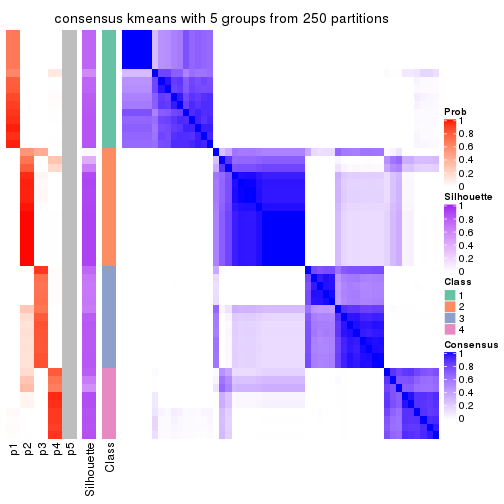 consensus kmeans with 5 groups from 250 partitions
Prob
1
0.8
0.6
0.4
0.2
0
Silhouette
1
0.8
0.6
0.4
0.2
0
Class
1
2
3
4
Consensus
1
0.8
0.6
0.4
0.2
0
p1
p2
p3
p4
p5
Silhouette
Class